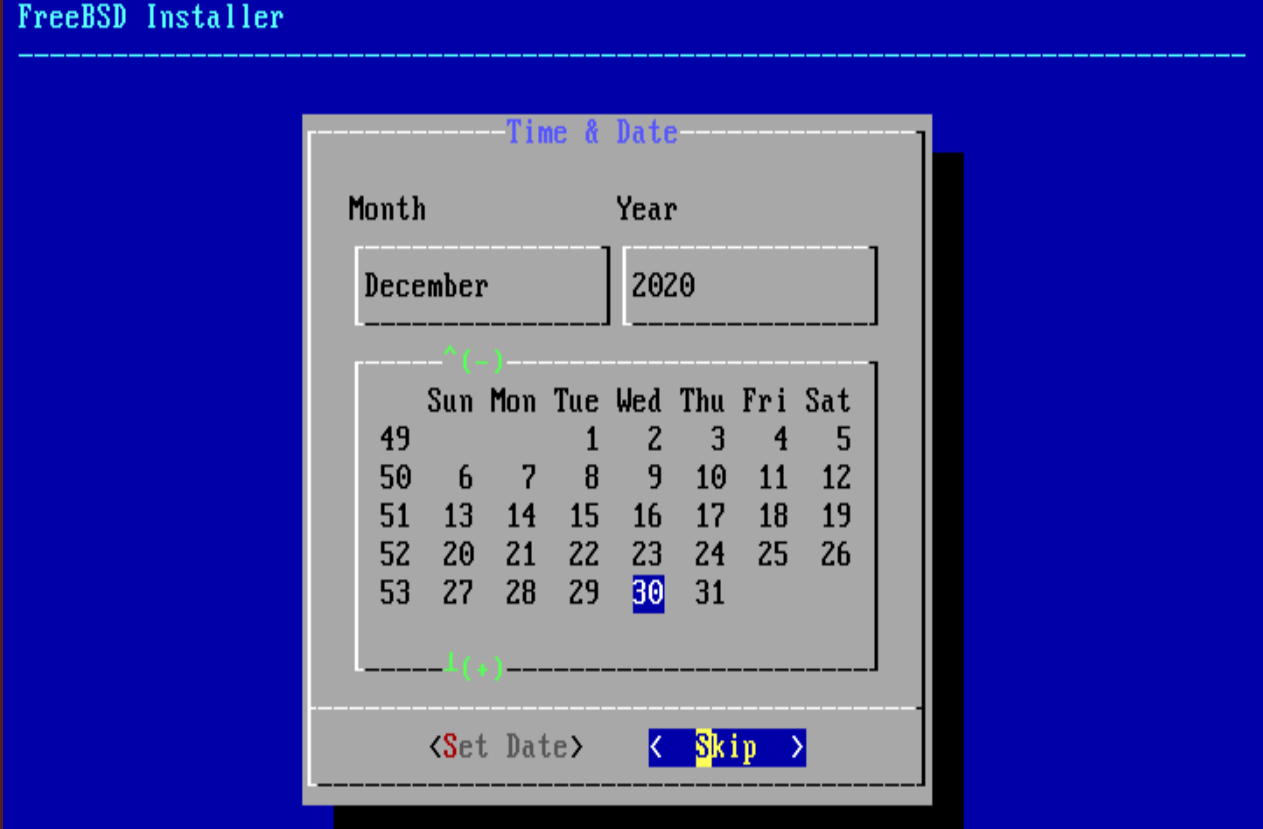 FreeBSD Installer
Time & Date
Month Year
December 2020
^(-)
Sun Mon Tue Wed Thu Fri Sat
49 1 2 3 4 5
50 6 7 8 9 10 11 12
51 13 14 15 16 17 18 19
52 20 21 22 23 24 25 26
53 27 28 29 30 31
┴(+)
<Set Date> < Skip >